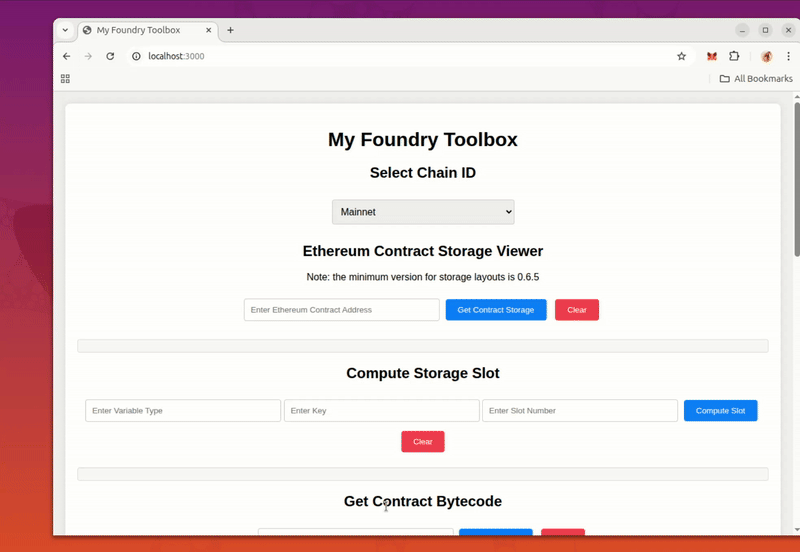 My Foundry Toolbox
localhost:3000
All Bookmarks
My Foundry Toolbox
Select Chain ID
Mainnet
Ethereum Contract Storage Viewer
Note: the minimum version for storage layouts is 0.6.5
Enter Ethereum Contract Address Get Contract Storage Clear
Compute Storage Slot
Enter Variable Type Enter Key Enter Slot Number Compute Slot
Clear
Get Contract Bytecode